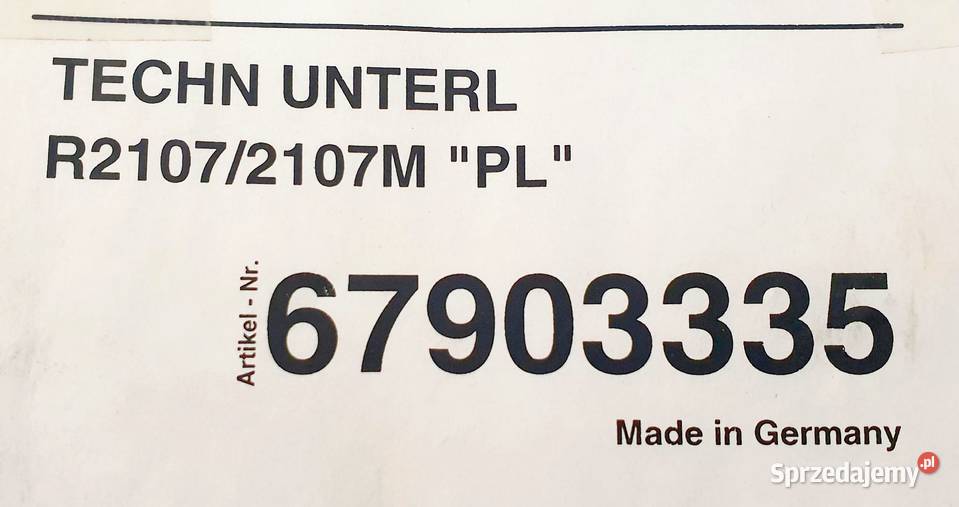 TECHN UNTERL
R2107/2107M "PL"
Artikel - Nr.
67903335
Made in Germany
Sprzedajemy.pl